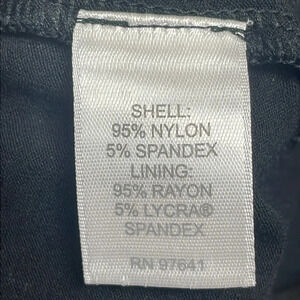 SHELL:
95% NYLON
5% SPANDEX
LINING:
95% RAYON
5% LYCRA®
SPANDEX
RN 97641